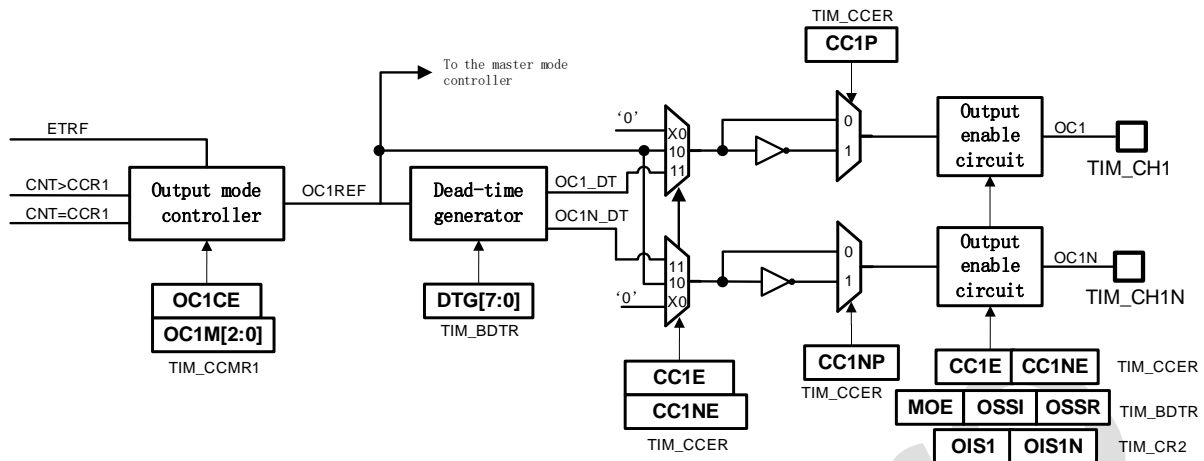 TIM_CCER
CC1P
To the master mode
controller
ETRF
CNT>CCR1
CNT=CCR1
Output mode
controller
OC1REF
Dead-time
generator
OC1_DT
OC1N_DT
'0'
X0
10
11
0
1
Output
enable
circuit
OC1
TIM_CH1
11
10
X0
'0'
0
1
Output
enable
circuit
OC1N
TIM_CH1N
OC1CE
OC1M[2:0]
TIM_CCMR1
DTG[7:0]
TIM_BDTR
CC1E
CC1NE
TIM_CCER
CC1NP
TIM_CCER
CC1E CC1NE TIM_CCER
MOE OSSI OSSR TIM_BDTR
OIS1 OIS1N TIM_CR2